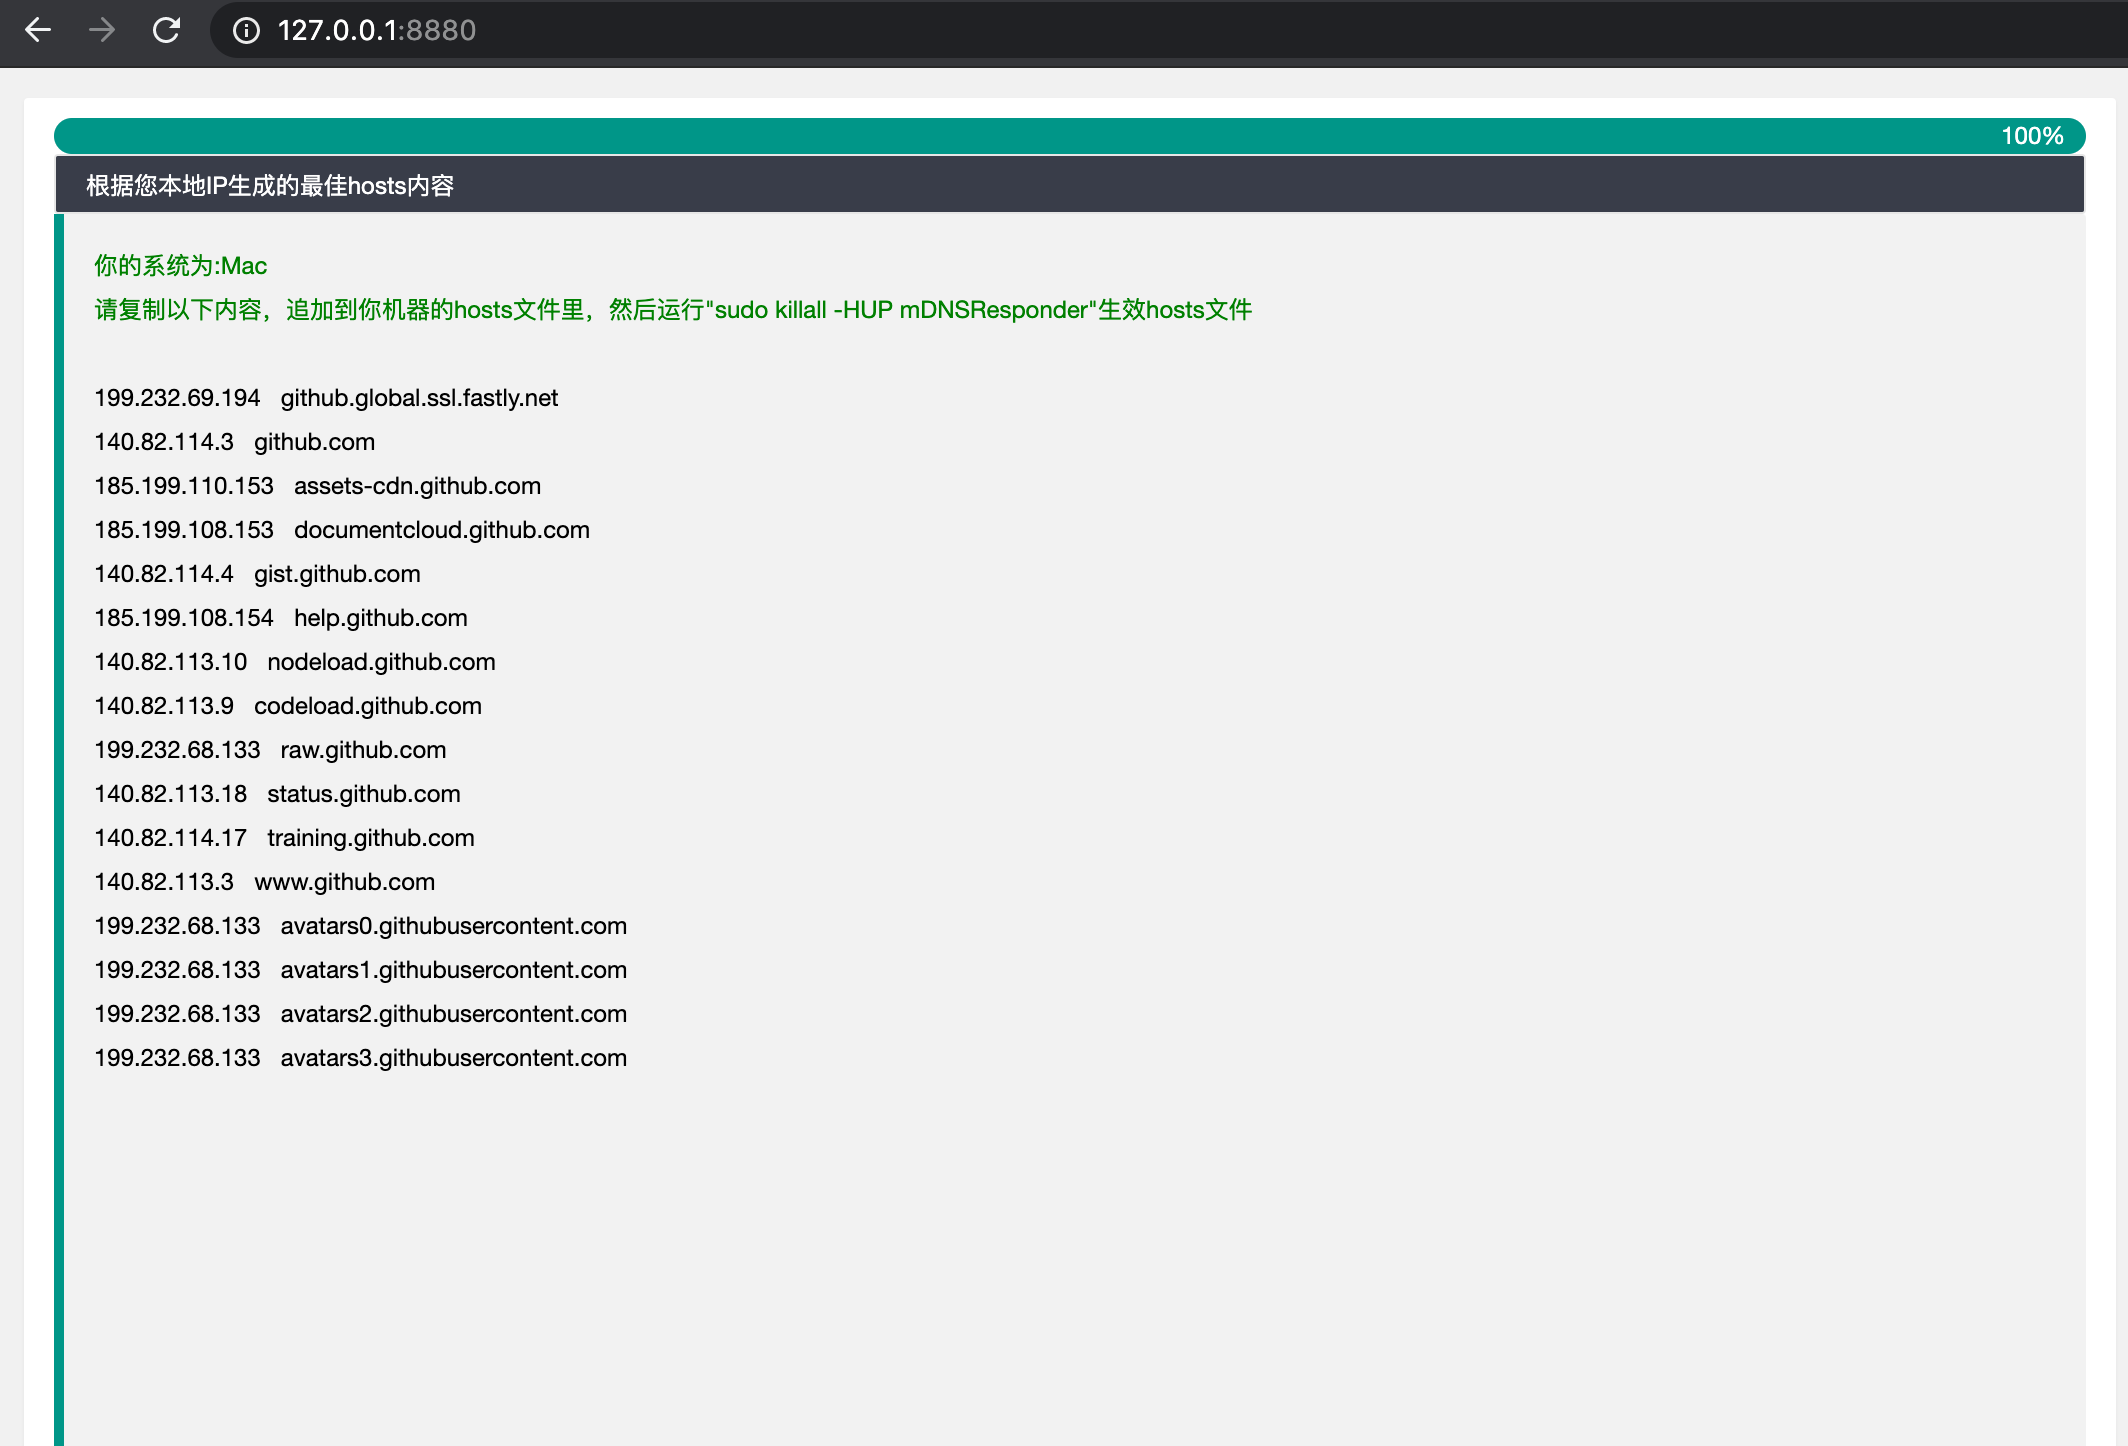 127.0.0.1:8880
100%
根据您本地IP生成的最佳hosts内容
你的系统为:Mac
请复制以下内容，追加到你机器的hosts文件里，然后运行"sudo killall -HUP mDNSResponder"生效hosts文件
199.232.69.194 github.global.ssl.fastly.net
140.82.114.3 github.com
185.199.110.153 assets-cdn.github.com
185.199.108.153 documentcloud.github.com
140.82.114.4 gist.github.com
185.199.108.154 help.github.com
140.82.113.10 nodeload.github.com
140.82.113.9 codeload.github.com
199.232.68.133 raw.github.com
140.82.113.18 status.github.com
140.82.114.17 training.github.com
140.82.113.3 www.github.com
199.232.68.133 avatars0.githubusercontent.com
199.232.68.133 avatars1.githubusercontent.com
199.232.68.133 avatars2.githubusercontent.com
199.232.68.133 avatars3.githubusercontent.com